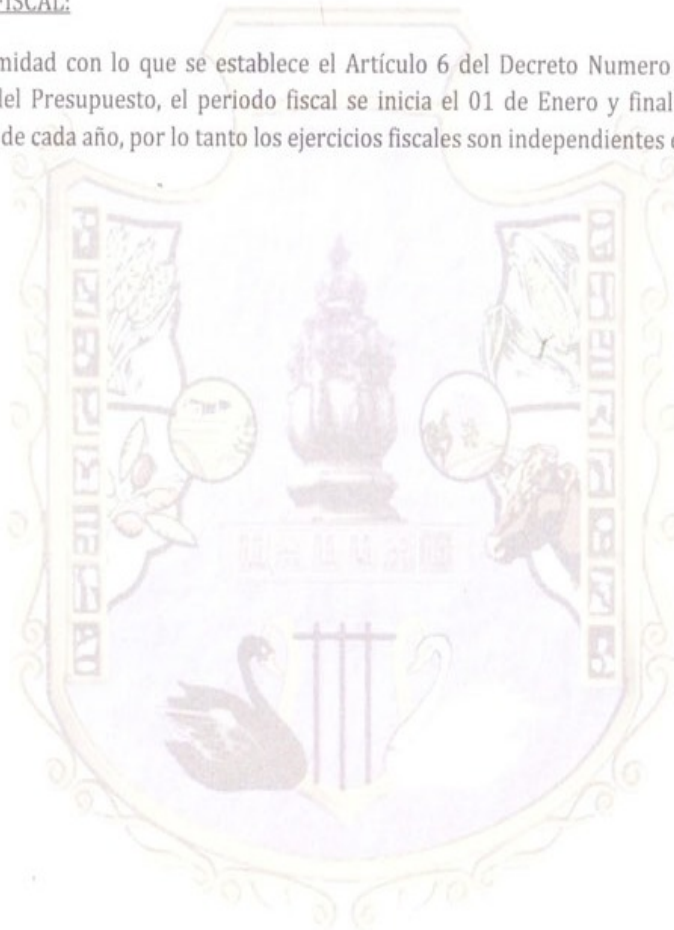 FISCAL:
midad con lo que se establece el Artículo 6 del Decreto Numero
del Presupuesto, el periodo fiscal se inicia el 01 de Enero y final
de cada año, por lo tanto los ejercicios fiscales son independientes